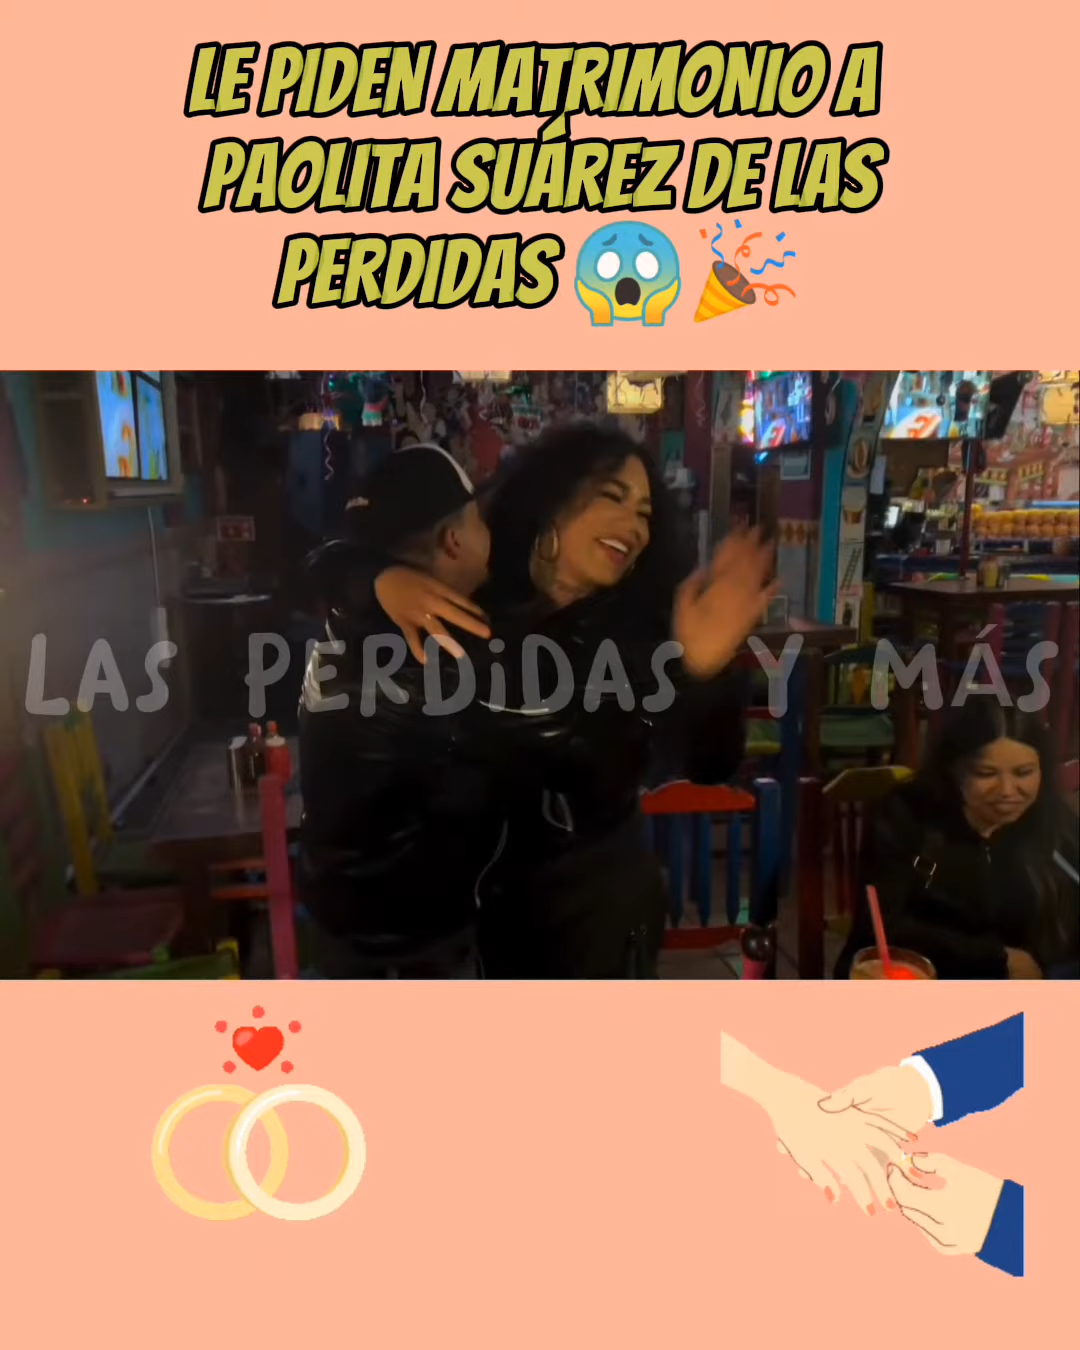 LE PIDEN MATRIMONIO A
PAOLITA SUÁREZ DE LAS
PERDIDAS 😱 🎉
LAS PERDiDAS Y MÁS